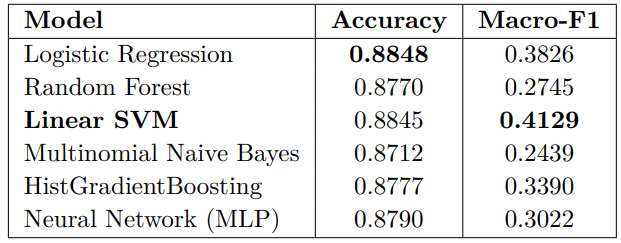 Model Accuracy Macro-F1
Logistic Regression 0.8848 0.3826
Random Forest 0.8770 0.2745
Linear SVM 0.8845 0.4129
Multinomial Naive Bayes 0.8712 0.2439
HistGradientBoosting 0.8777 0.3390
Neural Network (MLP) 0.8790 0.3022